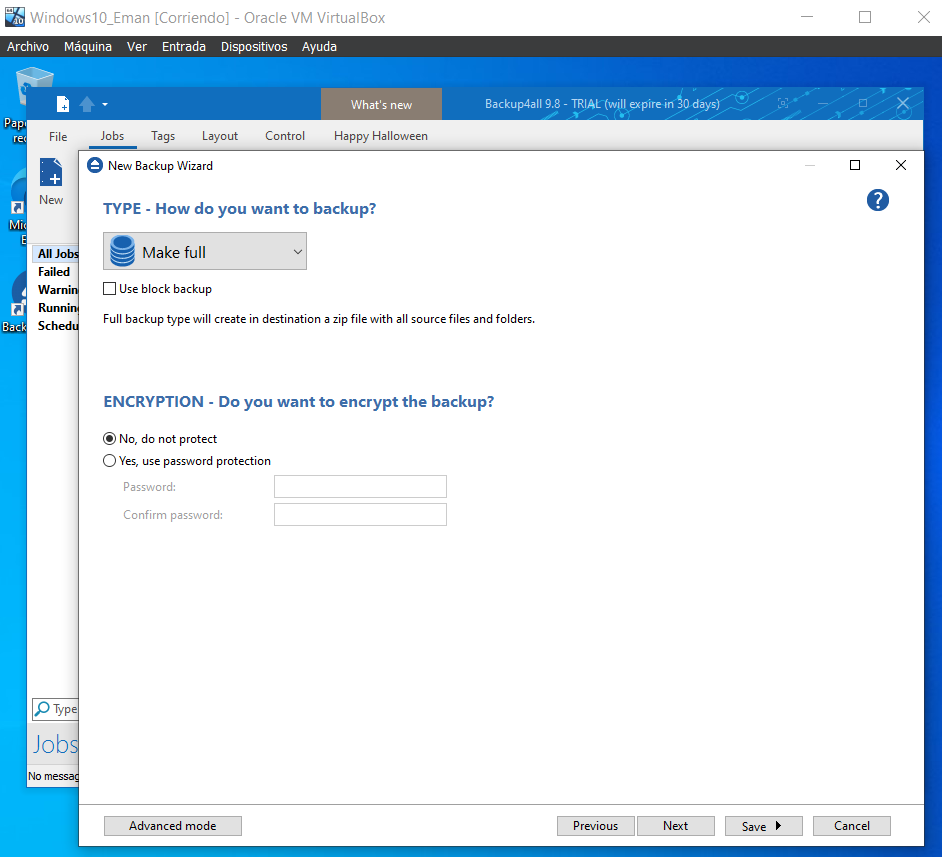 Windows10_Eman [Corriendo] - Oracle VM VirtualBox
Archivo Máquina Ver Entrada Dispositivos Ayuda
What's new
Backup4all 9.8 - TRIAL (will expire in 30 days)
File Jobs Tags Layout Control Happy Halloween
New Backup Wizard
New
TYPE - How do you want to backup?
Make full
Use block backup
Full backup type will create in destination a zip file with all source files and folders.
All Jobs
Failed
Warnin
Running
Schedu
ENCRYPTION - Do you want to encrypt the backup?
No, do not protect
Yes, use password protection
Password:
Confirm password:
Pape
rec
Mic
E
Back
Type
Jobs
No messag
Advanced mode Previous Next Save Cancel